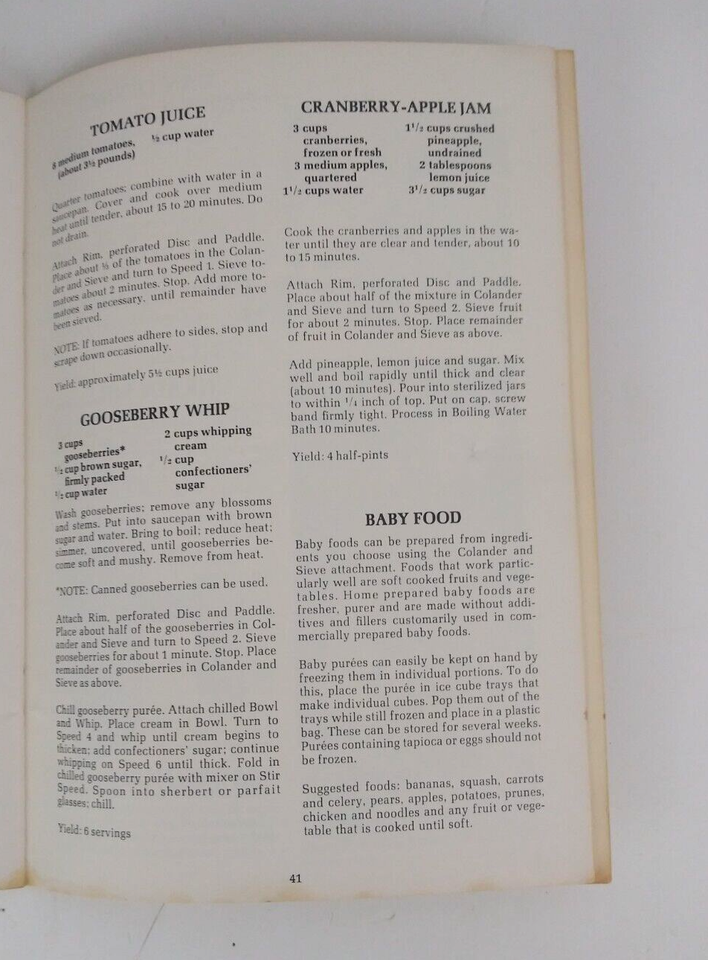 TOMATO JUICE
8 medium tomatoes,
(about 3½ pounds)
½ cup water
Quarter tomatoes; combine with water in a
saucepan. Cover and cook over medium
heat until tender, about 15 to 20 minutes. Do
not drain.
Attach Rim, perforated Disc and Paddle.
Place about ⅓ of the tomatoes in the Colan-
der and Sieve and turn to Speed 1. Sieve to-
matoes about 2 minutes. Stop. Add more to-
matoes as necessary, until remainder have
been sieved.
NOTE: If tomatoes adhere to sides, stop and
scrape down occasionally.
Yield: approximately 5½ cups juice
GOOSEBERRY WHIP
3 cups
gooseberries*
½ cup brown sugar,
firmly packed
½ cup water
2 cups whipping
cream
½ cup
confectioners'
sugar
Wash gooseberries; remove any blossoms
and stems. Put into saucepan with brown
sugar and water. Bring to boil; reduce heat;
simmer, uncovered, until gooseberries be-
come soft and mushy. Remove from heat.
*NOTE: Canned gooseberries can be used.
Attach Rim, perforated Disc and Paddle.
Place about half of the gooseberries in Col-
ander and Sieve and turn to Speed 2. Sieve
gooseberries for about 1 minute. Stop. Place
remainder of gooseberries in Colander and
Sieve as above.
Chill gooseberry purée. Attach chilled Bowl
and Whip. Place cream in Bowl. Turn to
Speed 4 and whip until cream begins to
thicken; add confectioners' sugar; continue
whipping on Speed 6 until thick. Fold in
chilled gooseberry purée with mixer on Stir
Speed. Spoon into sherbert or parfait
glasses; chill.
Yield: 6 servings
CRANBERRY-APPLE JAM
3 cups
cranberries,
frozen or fresh
3 medium apples,
quartered
1½ cups water
1½ cups crushed
pineapple,
undrained
2 tablespoons
lemon juice
3½ cups sugar
Cook the cranberries and apples in the wa-
ter until they are clear and tender, about 10
to 15 minutes.
Attach Rim, perforated Disc and Paddle.
Place about half of the mixture in Colander
and Sieve and turn to Speed 2. Sieve fruit
for about 2 minutes. Stop. Place remainder
of fruit in Colander and Sieve as above.
Add pineapple, lemon juice and sugar. Mix
well and boil rapidly until thick and clear
(about 10 minutes). Pour into sterilized jars
to within ¼ inch of top. Put on cap, screw
band firmly tight. Process in Boiling Water
Bath 10 minutes.
Yield: 4 half-pints
BABY FOOD
Baby foods can be prepared from ingredi-
ents you choose using the Colander and
Sieve attachment. Foods that work partic-
ularly well are soft cooked fruits and vege-
tables. Home prepared baby foods are
fresher, purer and are made without addi-
tives and fillers customarily used in com-
mercially prepared baby foods.
Baby purées can easily be kept on hand by
freezing them in individual portions. To do
this, place the purée in ice cube trays that
make individual cubes. Pop them out of the
trays while still frozen and place in a plastic
bag. These can be stored for several weeks.
Purées containing tapioca or eggs should not
be frozen.
Suggested foods: bananas, squash, carrots
and celery, pears, apples, potatoes, prunes,
chicken and noodles and any fruit or vege-
table that is cooked until soft.
41